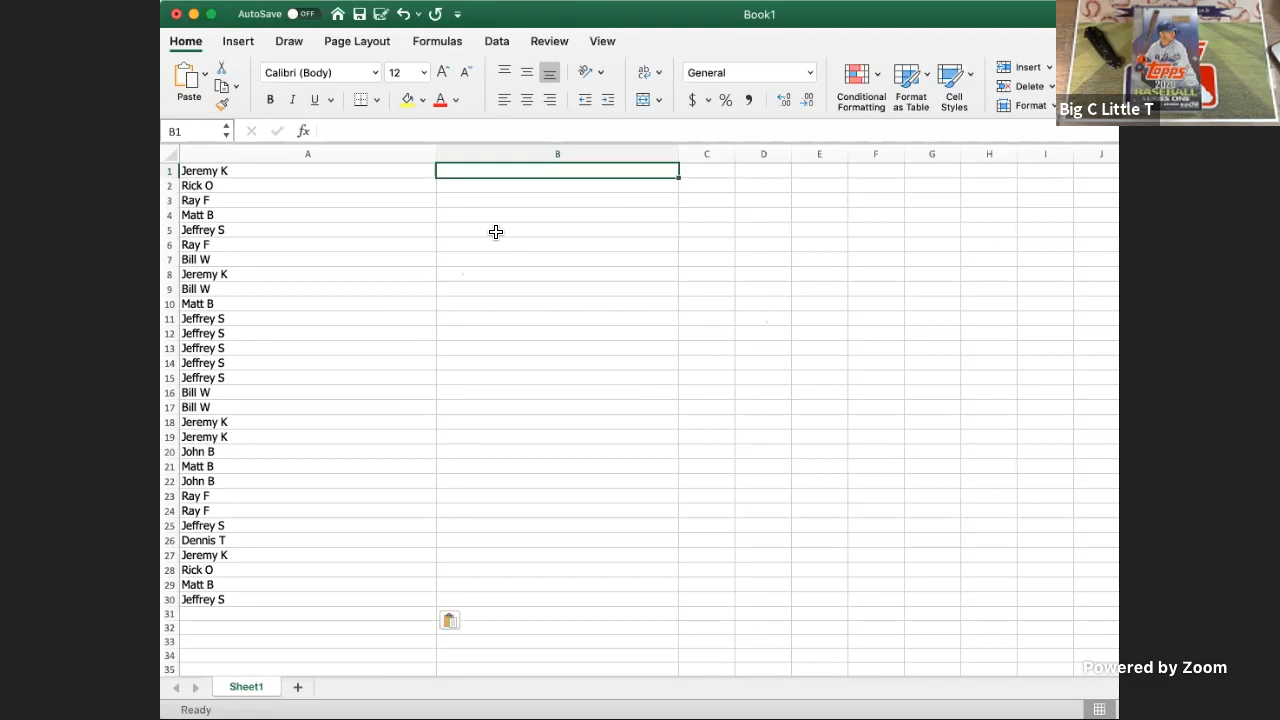 AutoSave OFF
Book1
Home Insert Draw Page Layout Formulas Data Review View
Paste
Calibri (Body) 12
General
Conditional Formatting
Format as Table
Cell Styles
Insert
Delete
Format
TOPPS
2020
BASEBALL
SERIES ONE
Big C Little T
B1 fx
A B C D E F G H I J
1 Jeremy K
2 Rick O
3 Ray F
4 Matt B
5 Jeffrey S
6 Ray F
7 Bill W
8 Jeremy K
9 Bill W
10 Matt B
11 Jeffrey S
12 Jeffrey S
13 Jeffrey S
14 Jeffrey S
15 Jeffrey S
16 Bill W
17 Bill W
18 Jeremy K
19 Jeremy K
20 John B
21 Matt B
22 John B
23 Ray F
24 Ray F
25 Jeffrey S
26 Dennis T
27 Jeremy K
28 Rick O
29 Matt B
30 Jeffrey S
31
32
33
34
35
Powered by Zoom
Sheet1
Ready